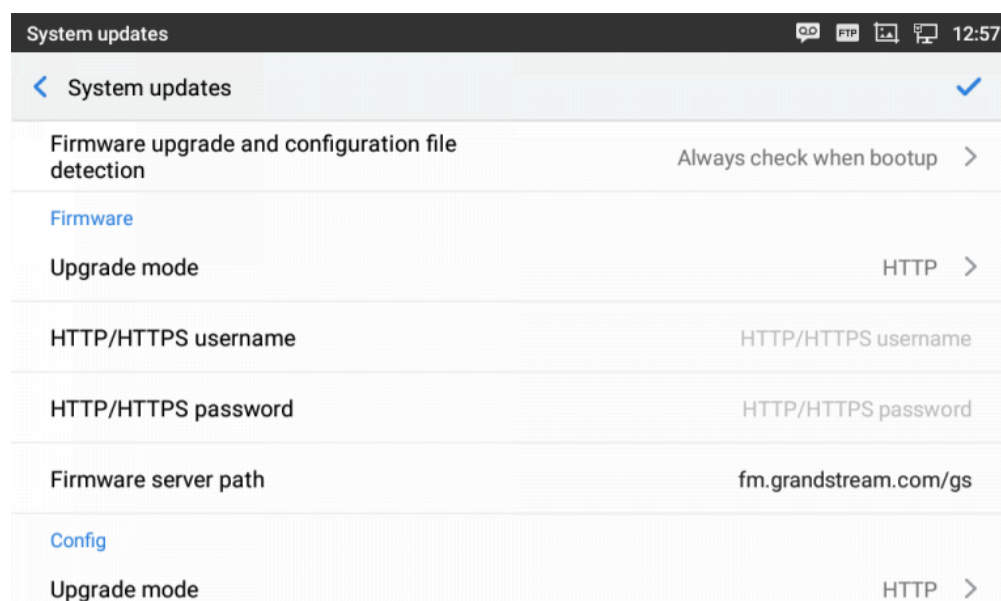 System updates
FTP
12:57
System updates
Firmware upgrade and configuration file
detection
Always check when bootup
Firmware
Upgrade mode
HTTP
HTTP/HTTPS username
HTTP/HTTPS username
HTTP/HTTPS password
HTTP/HTTPS password
Firmware server path
fm.grandstream.com/gs
Config
Upgrade mode
HTTP